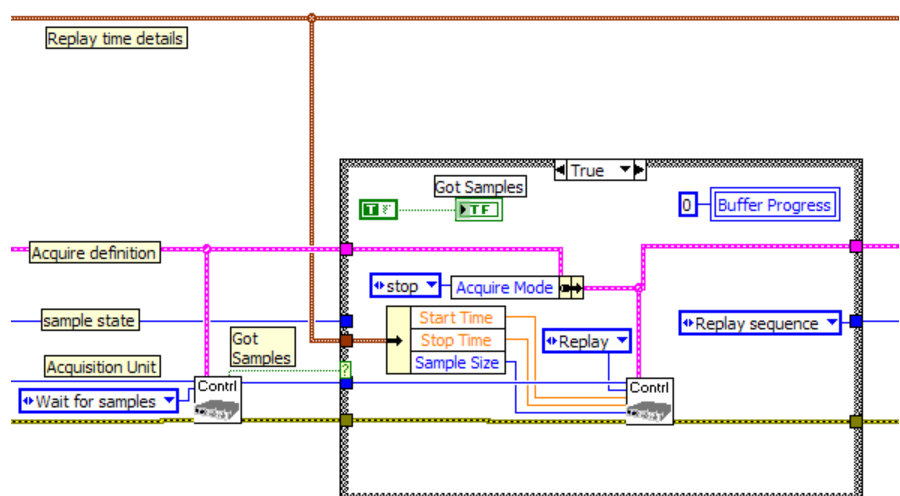 Replay time details
True
Got Samples
T F
TF
0
Buffer Progress
Acquire definition
stop
Acquire Mode
sample state
Start Time
Stop Time
Sample Size
Replay
Replay sequence
Got
Samples
?
Acquisition Unit
Wait for samples
Contrl
Contrl